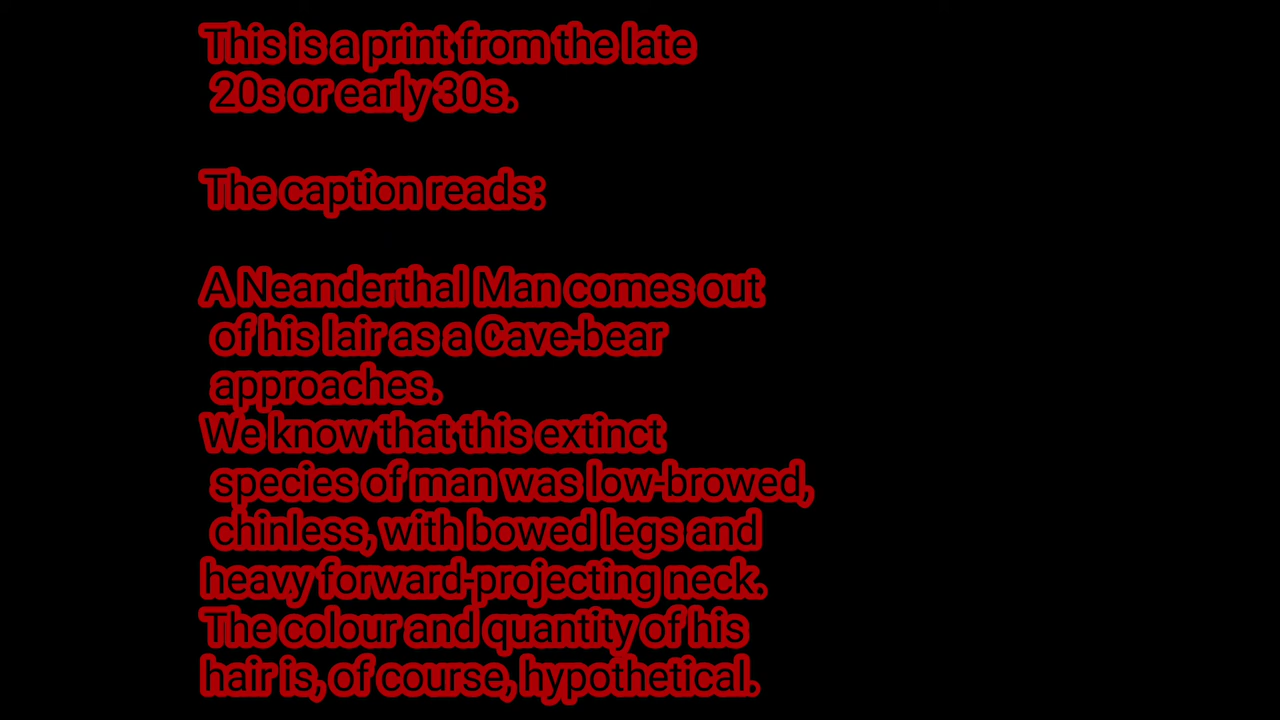 This is a print from the late
20s or early 30s.
The caption reads:
A Neanderthal Man comes out
of his lair as a Cave-bear
approaches.
We know that this extinct
species of man was low-browed,
chinless, with bowed legs and
heavy forward-projecting neck.
The colour and quantity of his
hair is, of course, hypothetical.